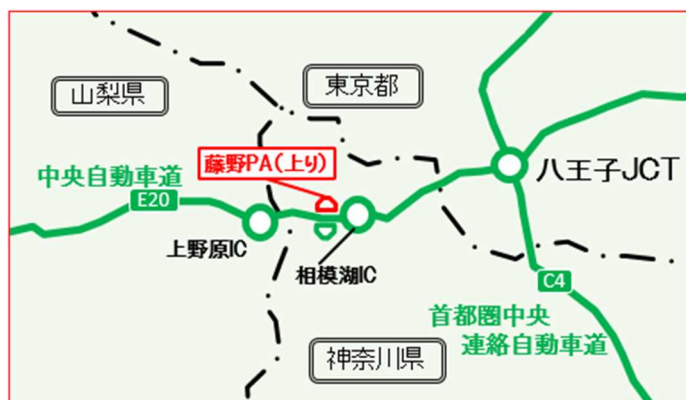 東京都
山梨県
藤野PA(上り)
八王子JCT
中央自動車道
E20
上野原IC
相模湖IC
C4
首都圏中央
連絡自動車道
神奈川県